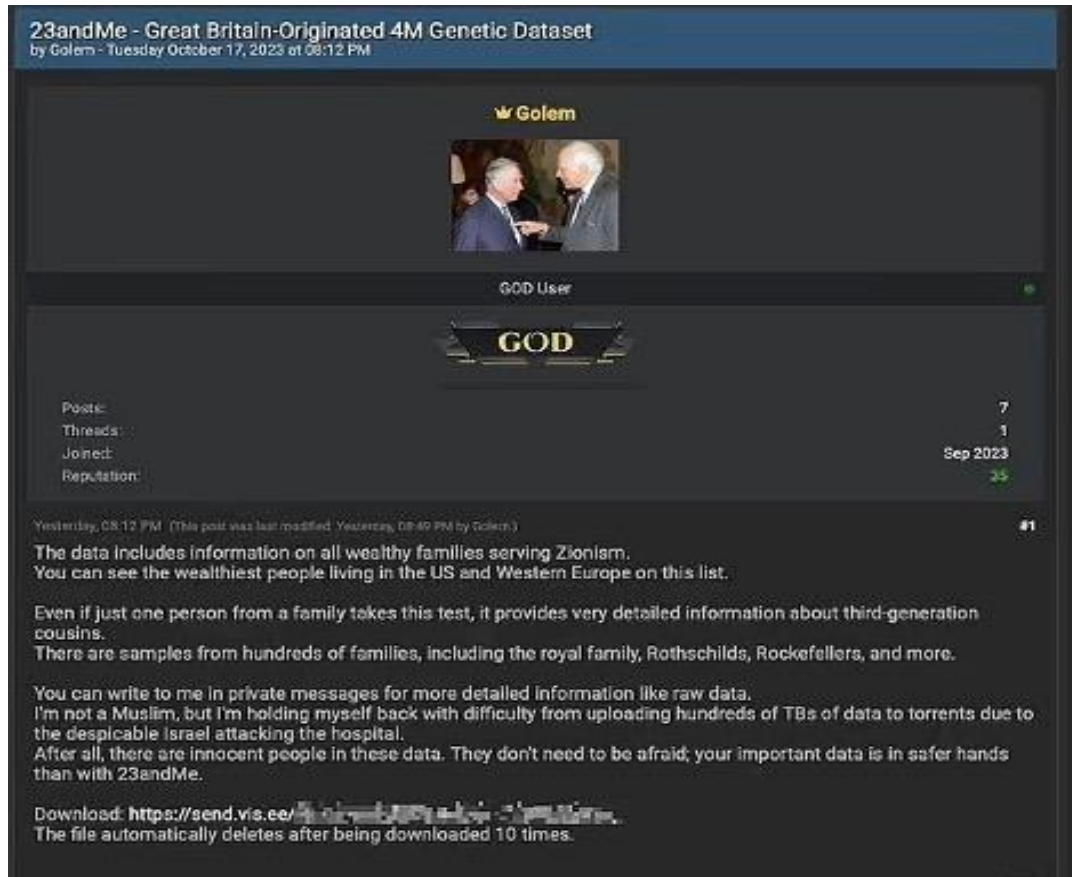 23andMe - Great Britain-Originated 4M Genetic Dataset
by Golem - Tuesday October 17, 2023 at 08:12 PM
Golem
GOD User
GOD
Posts: 7
Threads: 1
Joined: Sep 2023
Reputation: 35
Yesterday, 08:12 PM (This post was last modified: Yesterday, 08:49 PM by Golem.) #1
The data includes information on all wealthy families serving Zionism.
You can see the wealthiest people living in the US and Western Europe on this list.
Even if just one person from a family takes this test, it provides very detailed information about third-generation
cousins.
There are samples from hundreds of families, including the royal family, Rothschilds, Rockefellers, and more.
You can write to me in private messages for more detailed information like raw data.
I'm not a Muslim, but I'm holding myself back with difficulty from uploading hundreds of TBs of data to torrents due to
the despicable Israel attacking the hospital.
After all, there are innocent people in these data. They don't need to be afraid; your important data is in safer hands
than with 23andMe.
Download: https://send.vis.ee/
The file automatically deletes after being downloaded 10 times.